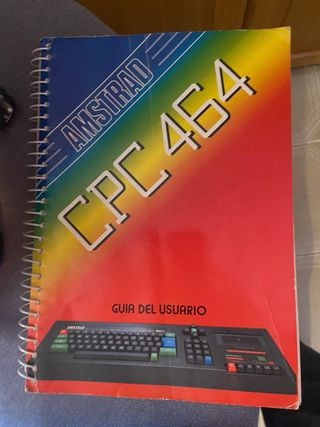 AMSTRAD
CPC 464
GUIA DEL USUARIO
AMSTRAD